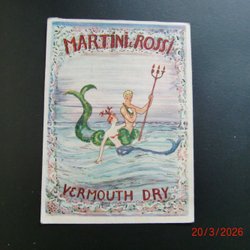 MARTINI & ROSSI
VERMOUTH DRY
20/3/2026